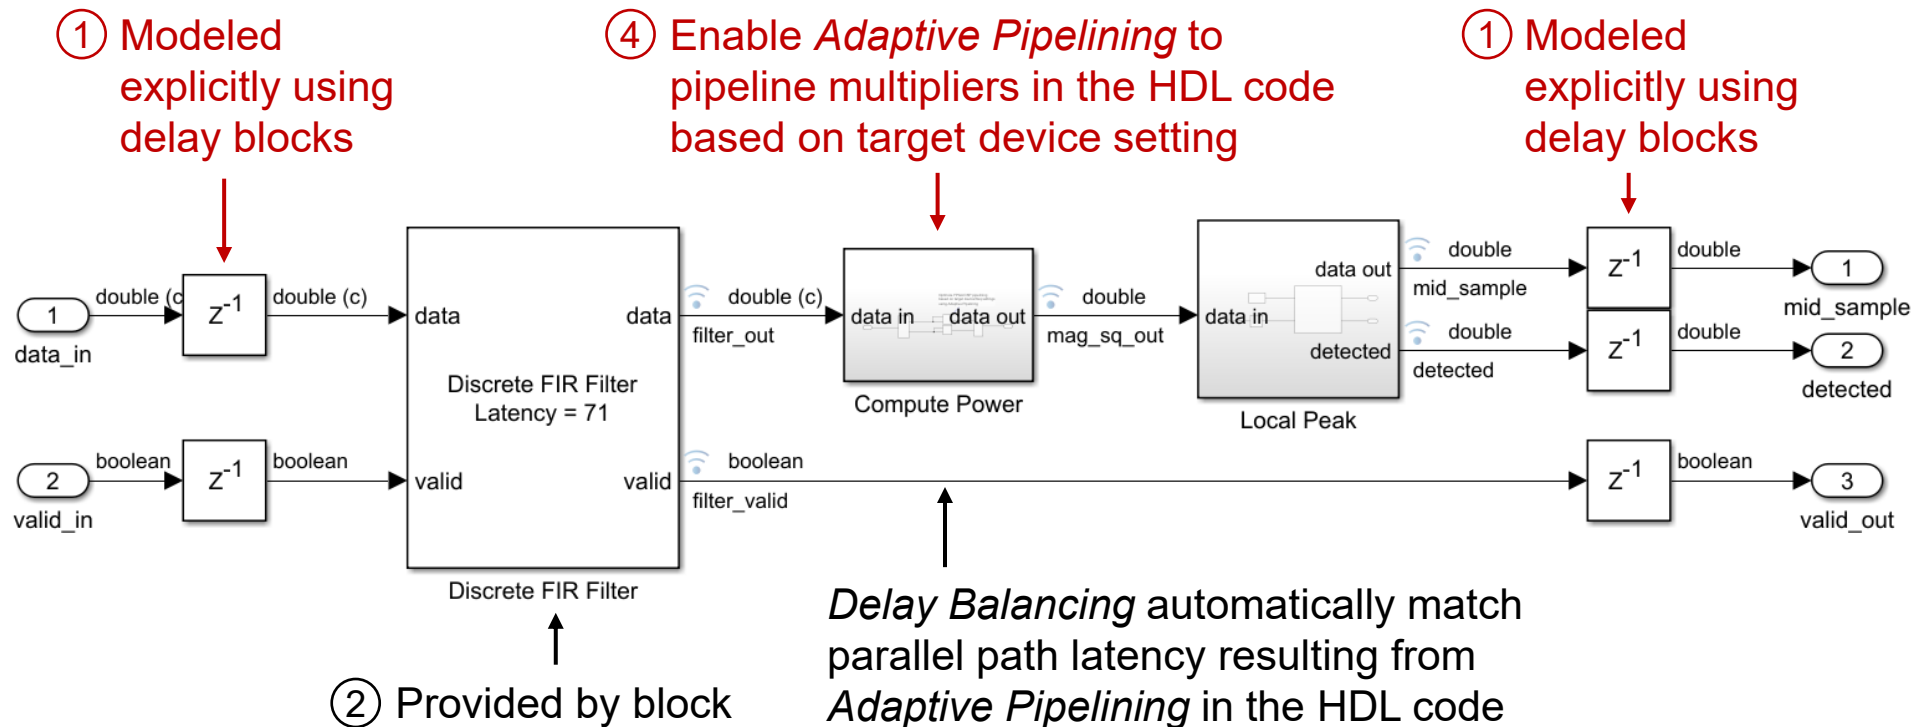 ① Modeled
explicitly using
delay blocks
④ Enable Adaptive Pipelining to
pipeline multipliers in the HDL code
based on target device setting
① Modeled
explicitly using
delay blocks
1
data_in
double (c
z-1
double (c)
2
valid_in
boolean
z-1
boolean
data
valid
Discrete FIR Filter
Latency = 71
data
valid
Discrete FIR Filter
double (c)
filter_out
boolean
filter_valid
data in
data out
Compute Power
double
mag_sq_out
data in
data out
detected
Local Peak
double
mid_sample
double
detected
z-1
double
z-1
double
z-1
boolean
1
mid_sample
2
detected
3
valid_out
② Provided by block
Delay Balancing automatically match
parallel path latency resulting from
Adaptive Pipelining in the HDL code